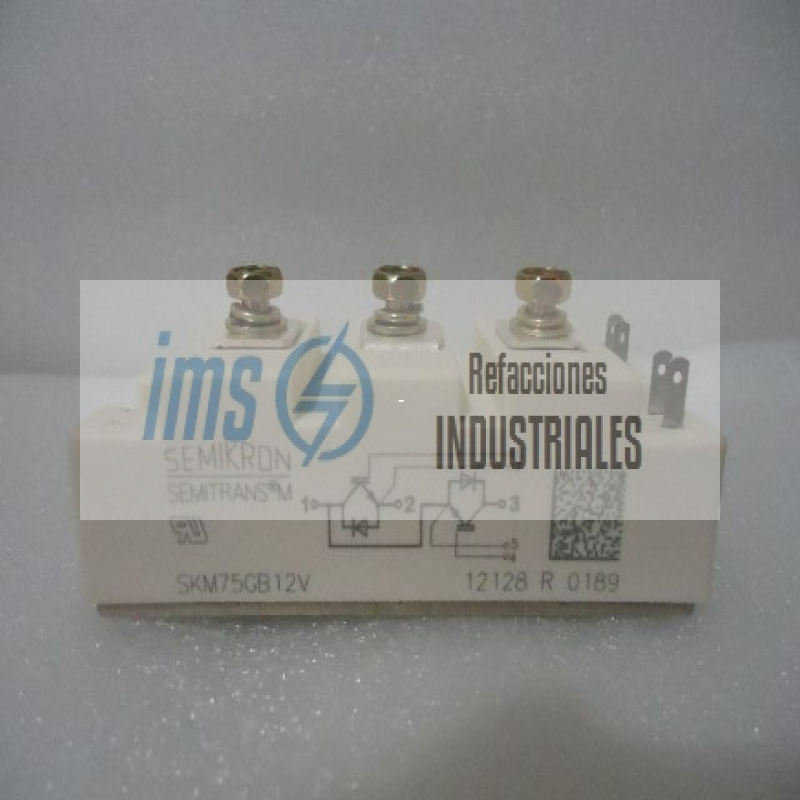 ims
Refacciones
INDUSTRIALES
SEMIKRON
SEMITRANS®M
1 2 3
5
4
SKM75GB12V
12128 R 0189